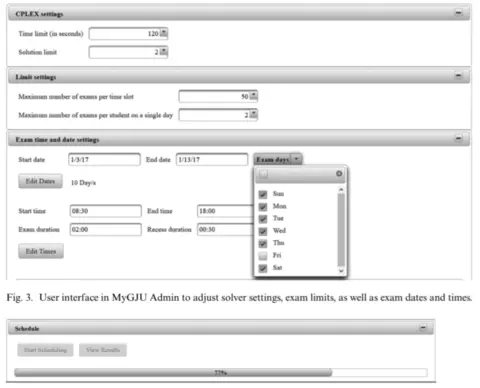 CPLEX settings
Time limit (in seconds) 120
Solution limit 2
Limit settings
Maximum number of exams per time slot 50
Maximum number of exams per student on a single day 2
Exam time and date settings
Start date 1/3/17 End date 1/13/17 Exam days
Edit Dates 10 Day/s
Sun
Mon
Tue
Wed
Thu
Fri
Sat
Start time 08:30 End time 18:00
Exam duration 02:00 Recess duration 00:30
Edit Times
Fig. 3. User interface in MyGJU Admin to adjust solver settings, exam limits, as well as exam dates and times.
Schedule
Start Scheduling View Results
77%